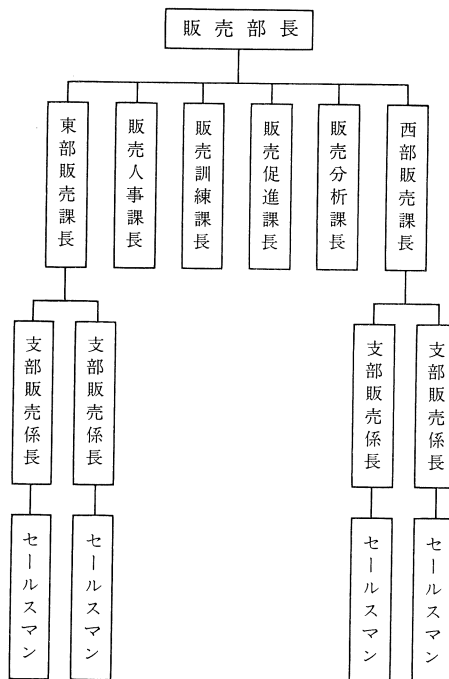 販売部長
東部販売課長
販売人事課長
販売訓練課長
販売促進課長
販売分析課長
西部販売課長
支部販売係長
支部販売係長
支部販売係長
支部販売係長
セールスマン
セールスマン
セールスマン
セールスマン